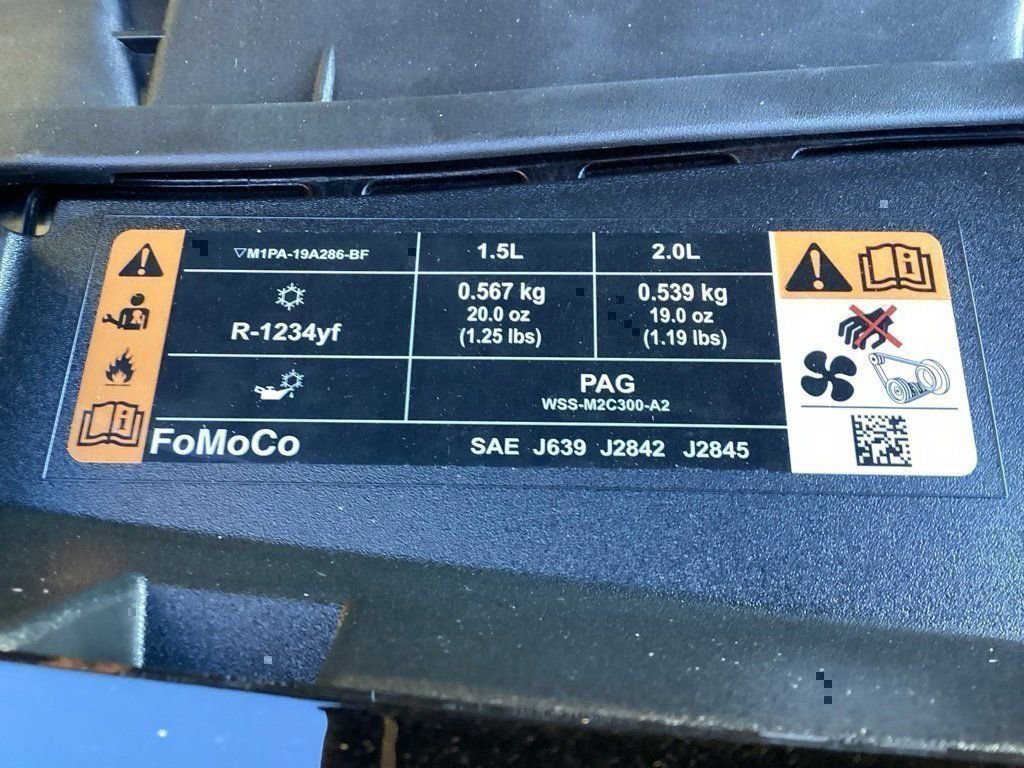 ▽M1PA-19A286-BF 1.5L 2.0L
R-1234yf
0.567 kg 0.539 kg
20.0 oz 19.0 oz
(1.25 lbs) (1.19 lbs)
PAG
WSS-M2C300-A2
FoMoCo SAE J639 J2842 J2845